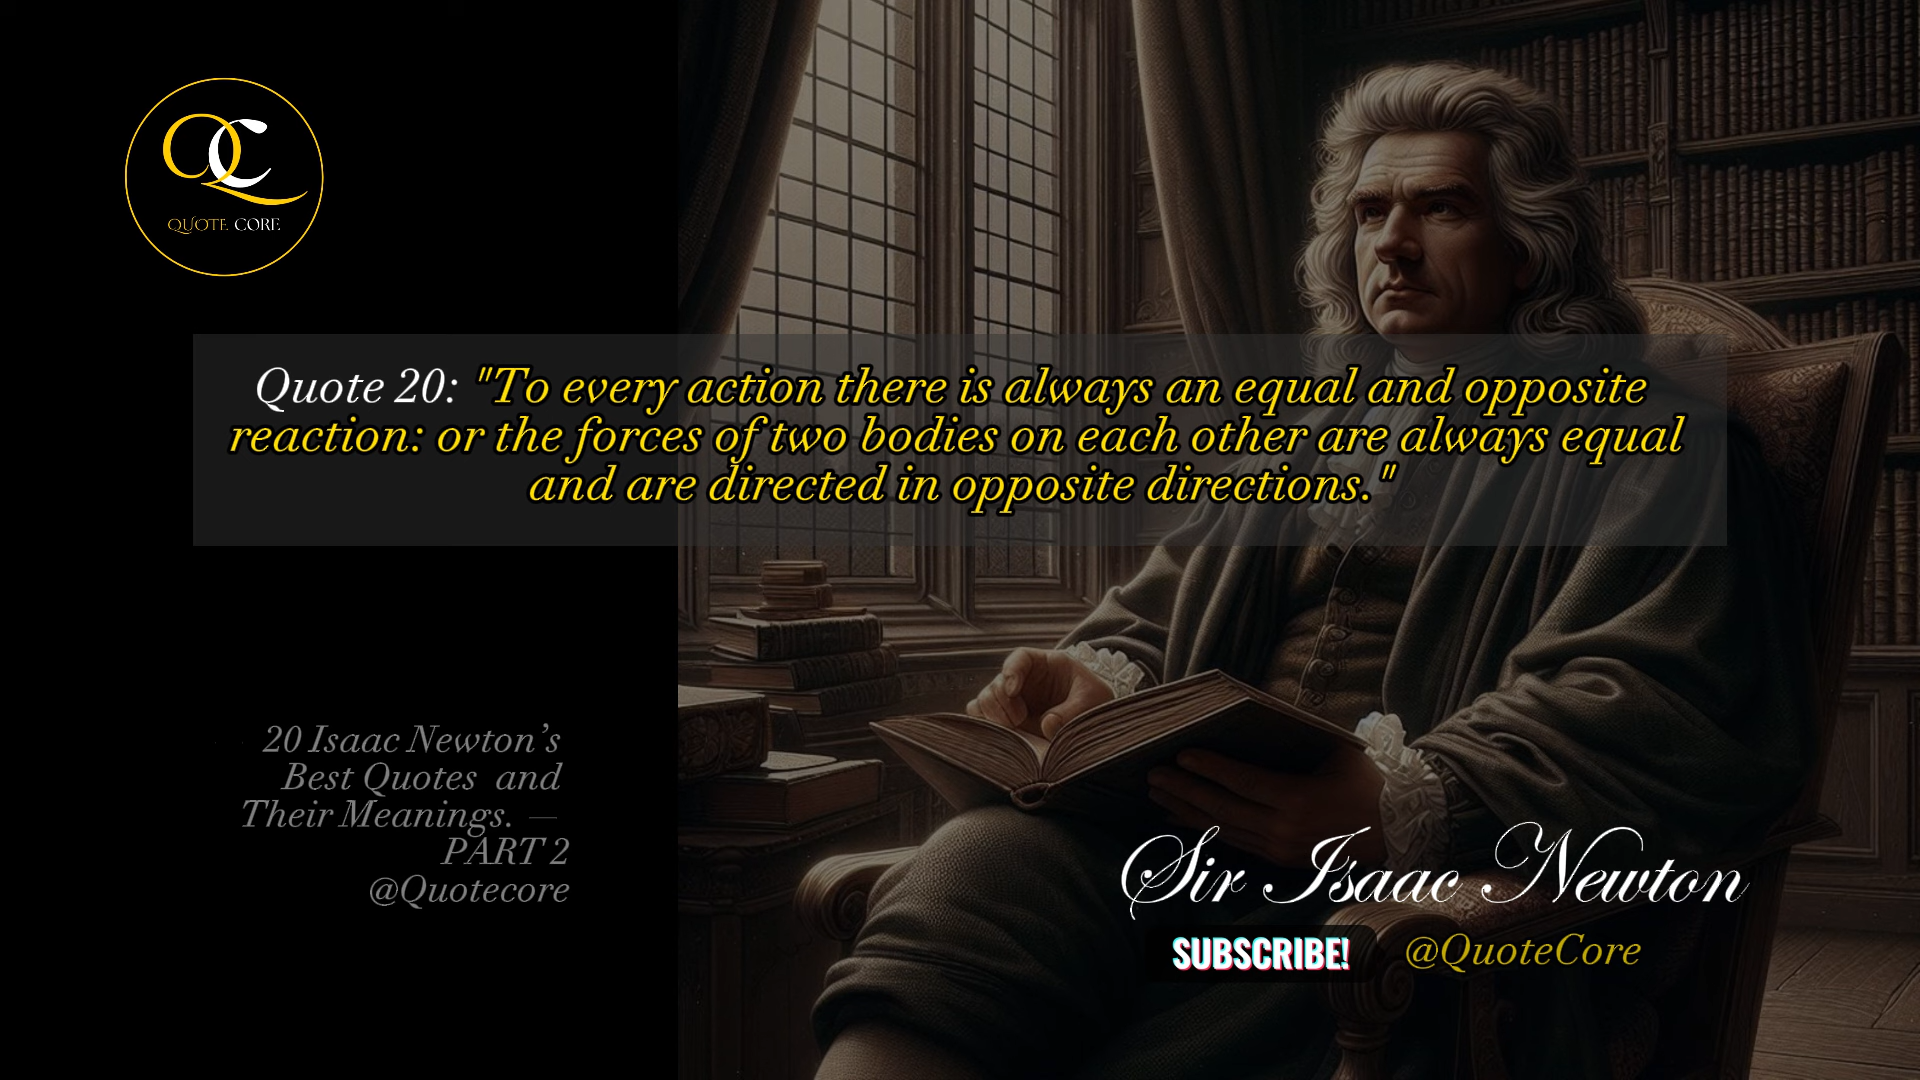 QC
QUOTE CORE
Quote 20: "To every action there is always an equal and opposite
reaction: or the forces of two bodies on each other are always equal
and are directed in opposite directions."
20 Isaac Newton’s
Best Quotes and
Their Meanings. —
PART 2
@Quotecore
Sir Isaac Newton
SUBSCRIBE!
@QuoteCore